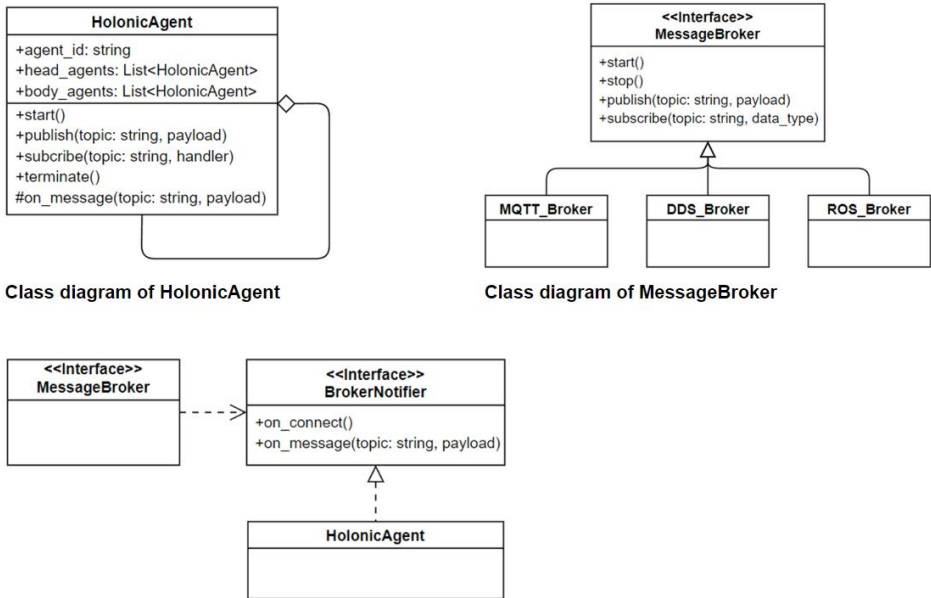 HolonicAgent
+agent_id: string
+head_agents: List<HolonicAgent>
+body_agents: List<HolonicAgent>
+start()
+publish(topic: string, payload)
+subcribe(topic: string, handler)
+terminate()
#on_message(topic: string, payload)
Class diagram of HolonicAgent
<<Interface>>
MessageBroker
+start()
+stop()
+publish(topic: string, payload)
+subscribe(topic: string, data_type)
MQTT_Broker
DDS_Broker
ROS_Broker
Class diagram of MessageBroker
<<Interface>>
MessageBroker
<<Interface>>
BrokerNotifier
+on_connect()
+on_message(topic: string, payload)
HolonicAgent